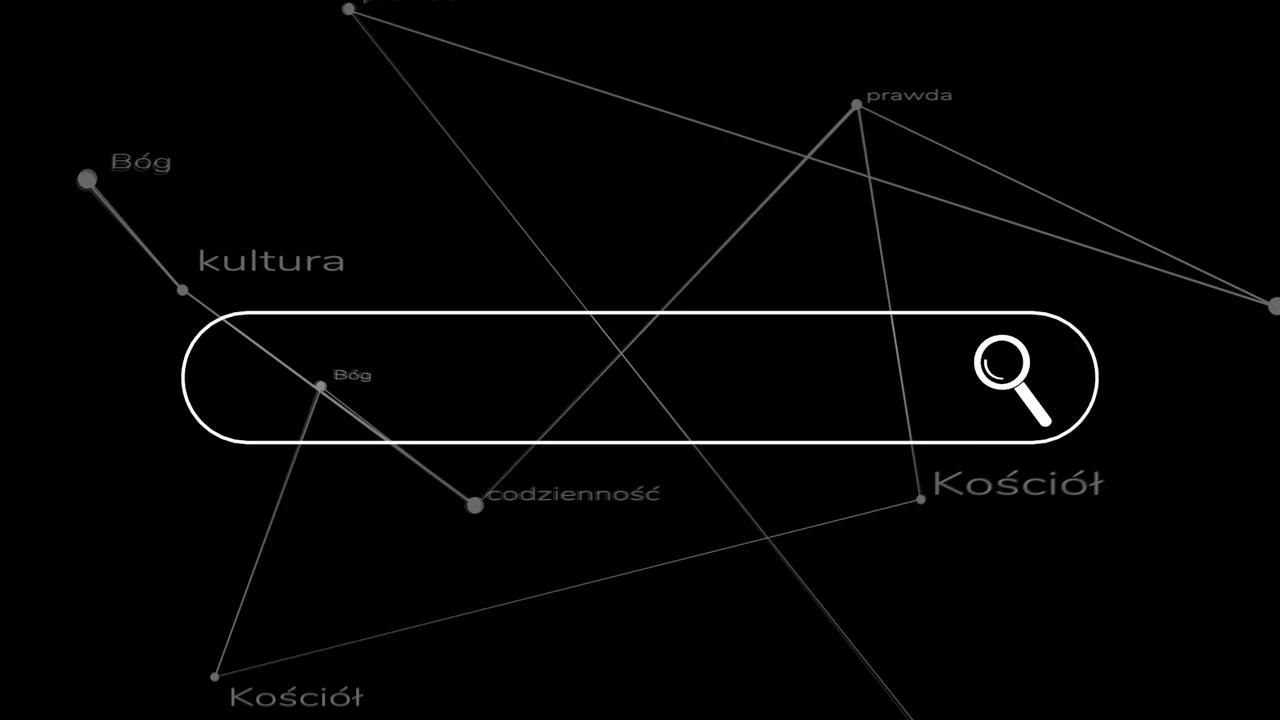 prawda
Bóg
kultura
Bóg
codzienność
Kościół
Kościół